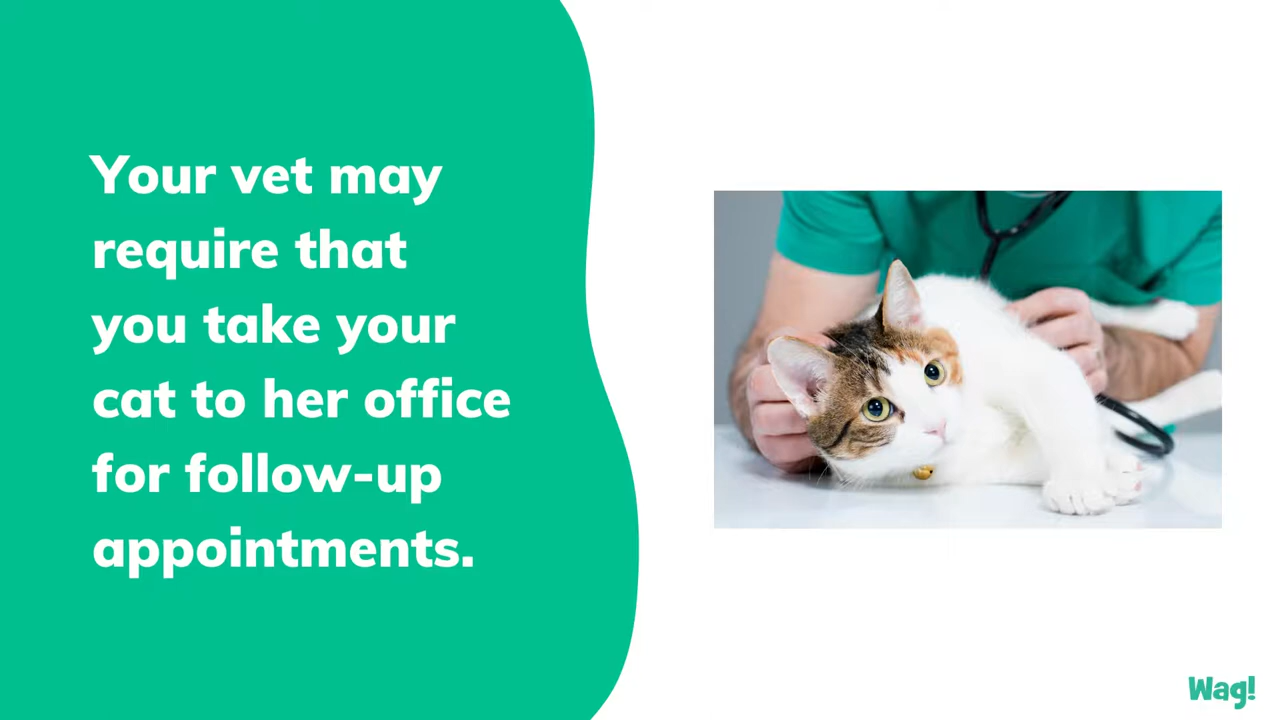 Your vet may
require that
you take your
cat to her office
for follow-up
appointments.
Wag!